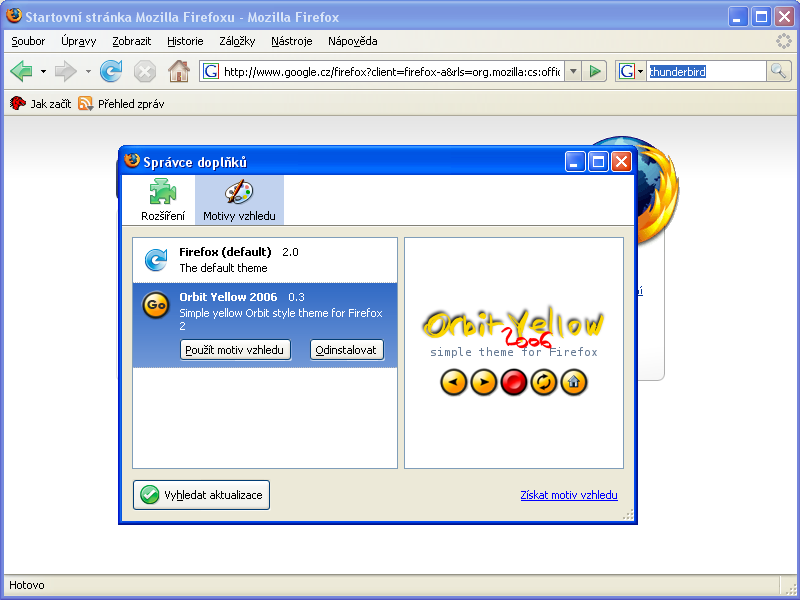 Startovní stránka Mozilla Firefoxu - Mozilla Firefox
Soubor Úpravy Zobrazit Historie Záložky Nástroje Nápověda
G http://www.google.cz/firefox?client=firefox-a&rls=org.mozilla:cs:offic G thunderbird
Jak začít Přehled zpráv
Správce doplňků
Rozšíření Motivy vzhledu
Firefox (default) 2.0
The default theme
Go Orbit Yellow 2006 0.3
Simple yellow Orbit style theme for Firefox
2
Použít motiv vzhledu Odinstalovat
Orbit Yellow
2006
simple theme for Firefox
Vyhledat aktualizace Získat motiv vzhledu
Hotovo